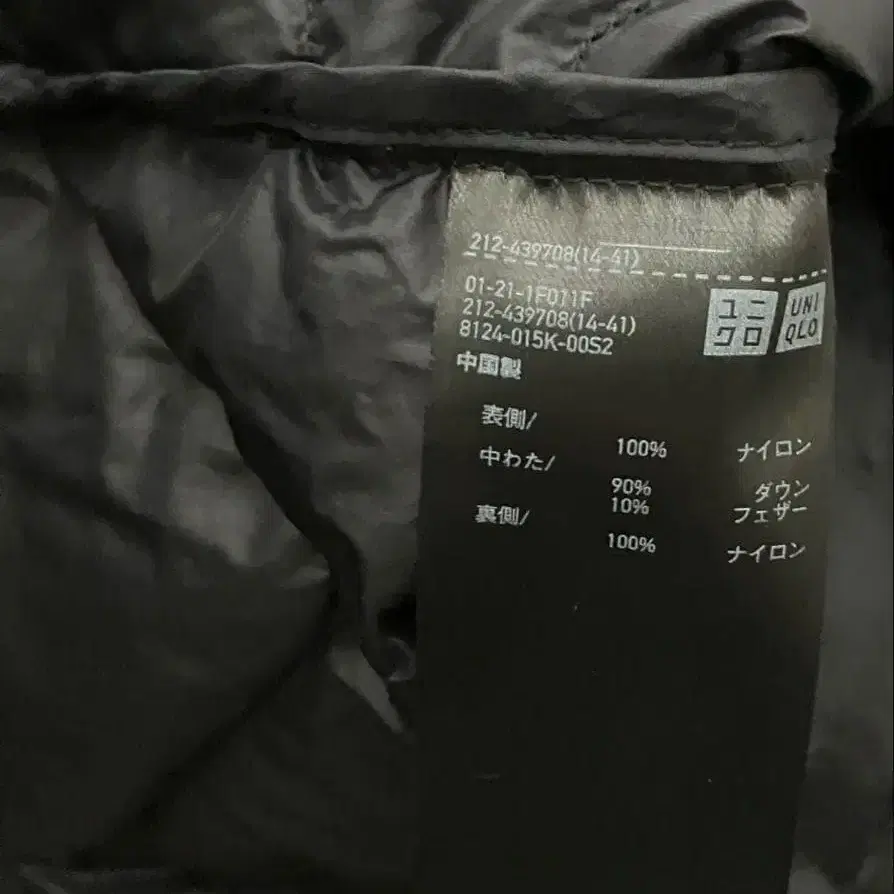 212-439708(14-41)
01-21-1F011F
212-439708(14-41)
8124-015K-00S2
中国製
ユニ
クロ
UNI
QLO
表側/
100% ナイロン
中わた/
90% ダウン
10% フェザー
裏側/
100% ナイロン